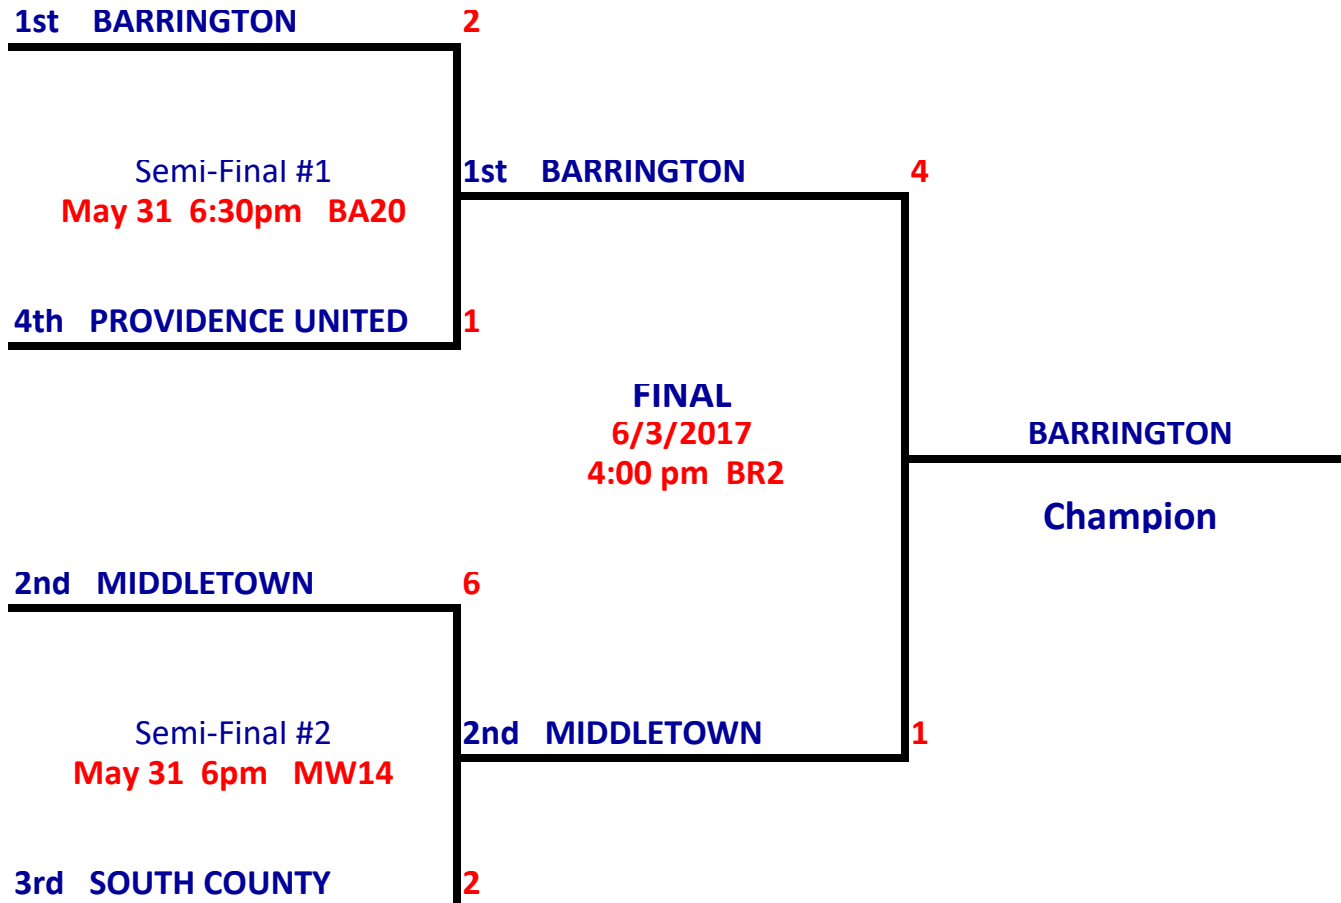 1st BARRINGTON 2
Semi-Final #1
May 31 6:30pm BA20
1st BARRINGTON 4
4th PROVIDENCE UNITED 1
FINAL
6/3/2017
4:00 pm BR2
BARRINGTON
Champion
2nd MIDDLETOWN 6
Semi-Final #2
May 31 6pm MW14
2nd MIDDLETOWN 1
3rd SOUTH COUNTY 2